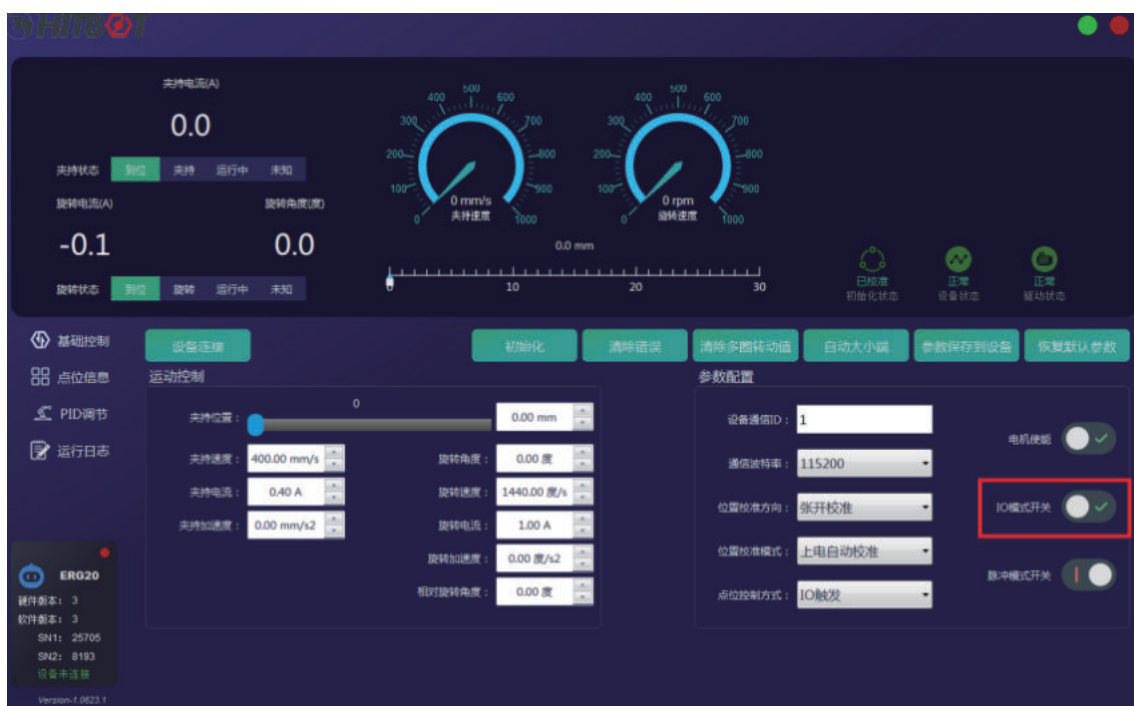 HITBOT
夹持电流(A)
0.0
夹持状态 到位 夹持 运行中 未知
旋转电流(A) 旋转角度(度)
-0.1 0.0
旋转状态 到位 旋转 运行中 未知
0 100 200 300 400 500 600 700 800 900 1000
0 mm/s
夹持速度
0 100 200 300 400 500 600 700 800 900 1000
0 rpm
旋转速度
0.0 mm
0 10 20 30
已校准 正常 正常
初始化状态 设备状态 驱动状态
基础控制
点位信息
PID调节
运行日志
设备连接 初始化 清除错误 清除多圈转动值 自动大小端 参数保存到设备 恢复默认参数
运动控制
0
夹持位置： 0.00 mm
夹持速度： 400.00 mm/s 旋转角度： 0.00 度
夹持电流： 0.40 A 旋转速度： 1440.00 度/s
夹持加速度： 0.00 mm/s2 旋转电流： 1.00 A
旋转加速度： 0.00 度/s2
相对旋转角度： 0.00 度
参数配置
设备通信ID： 1
电机使能
通信波特率： 115200
位置校准方向： 张开校准
IO模式开关
位置校准模式： 上电自动校准
脉冲模式开关
点位控制方式： IO触发
ERG20
硬件版本： 3
软件版本： 3
SN1: 25705
SN2: 8193
设备未连接
Version-1.0623.1